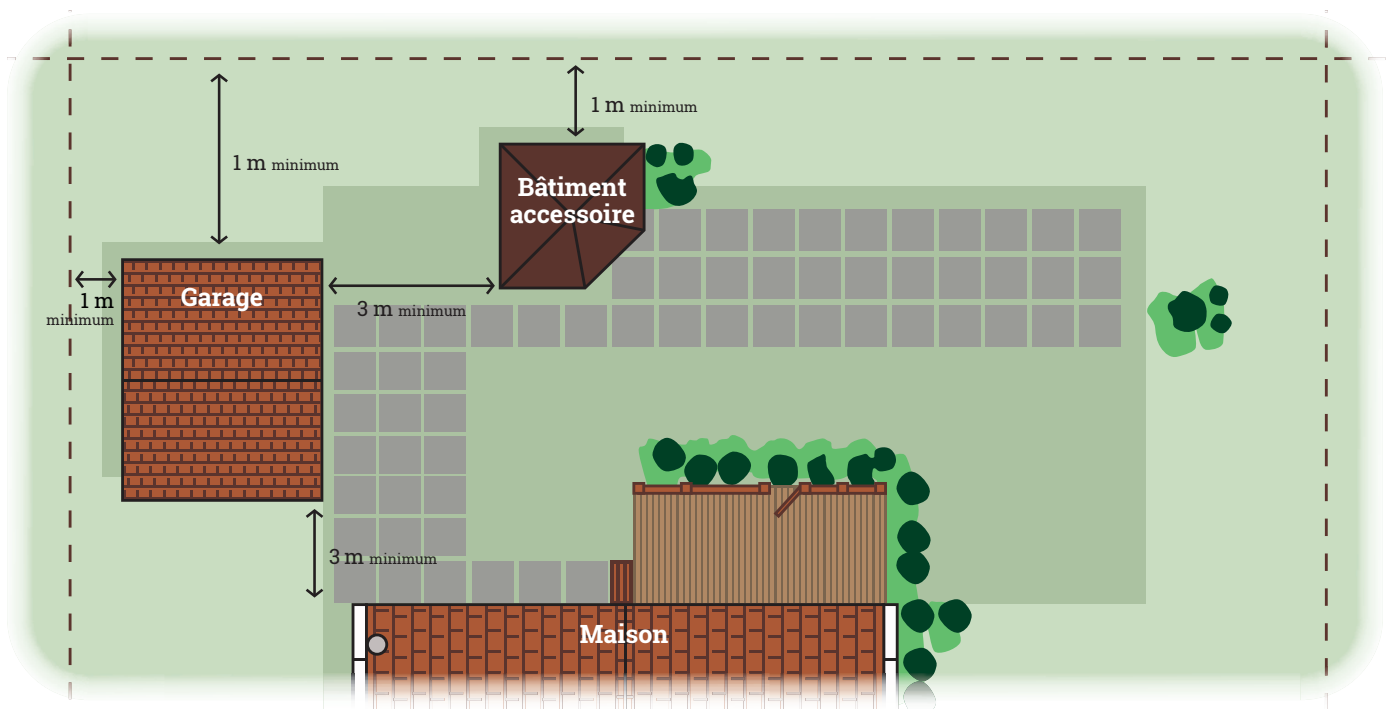 1 m minimum
1 m minimum
Bâtiment
accessoire
Garage
1 m
minimum
3 m minimum
3 m minimum
Maison